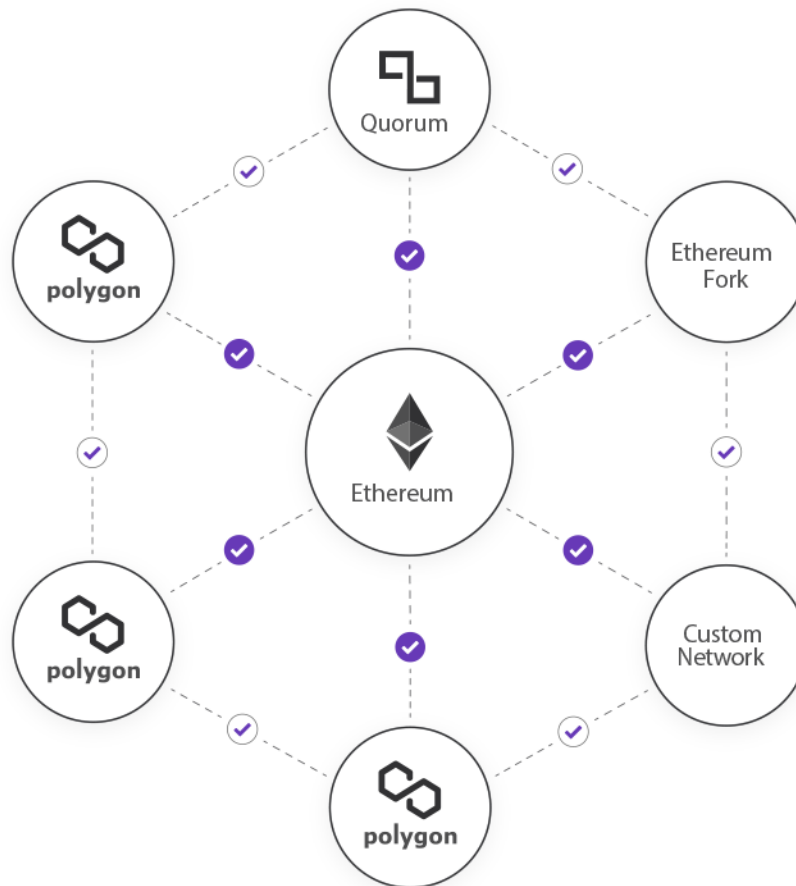 Quorum
polygon
Ethereum
Fork
Ethereum
polygon
Custom
Network
polygon